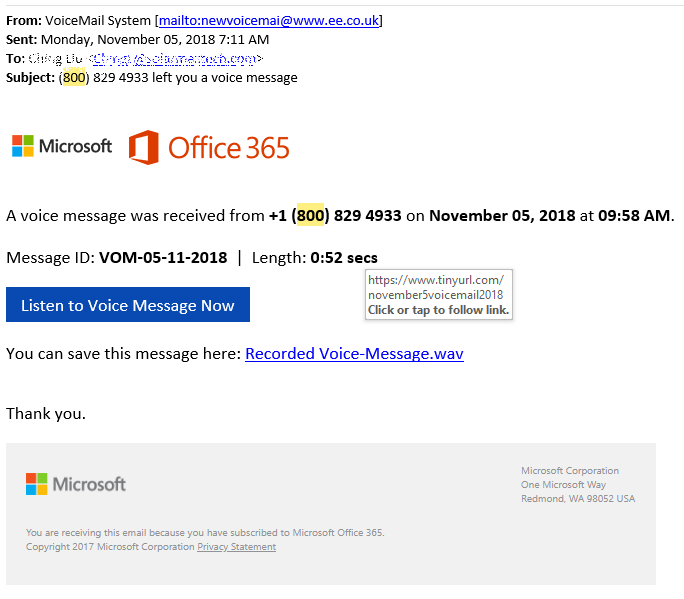 From: VoiceMail System [mailto:newvoicemai@www.ee.co.uk]
Sent: Monday, November 05, 2018 7:11 AM
To:
Subject: (800) 829 4933 left you a voice message
Microsoft Office 365
A voice message was received from +1 (800) 829 4933 on November 05, 2018 at 09:58 AM.
Message ID: VOM-05-11-2018 | Length: 0:52 secs
https://www.tinyurl.com/
november5voicemail2018
Click or tap to follow link.
Listen to Voice Message Now
You can save this message here: Recorded Voice-Message.wav
Thank you.
Microsoft
Microsoft Corporation
One Microsoft Way
Redmond, WA 98052 USA
You are receiving this email because you have subscribed to Microsoft Office 365.
Copyright 2017 Microsoft Corporation Privacy Statement